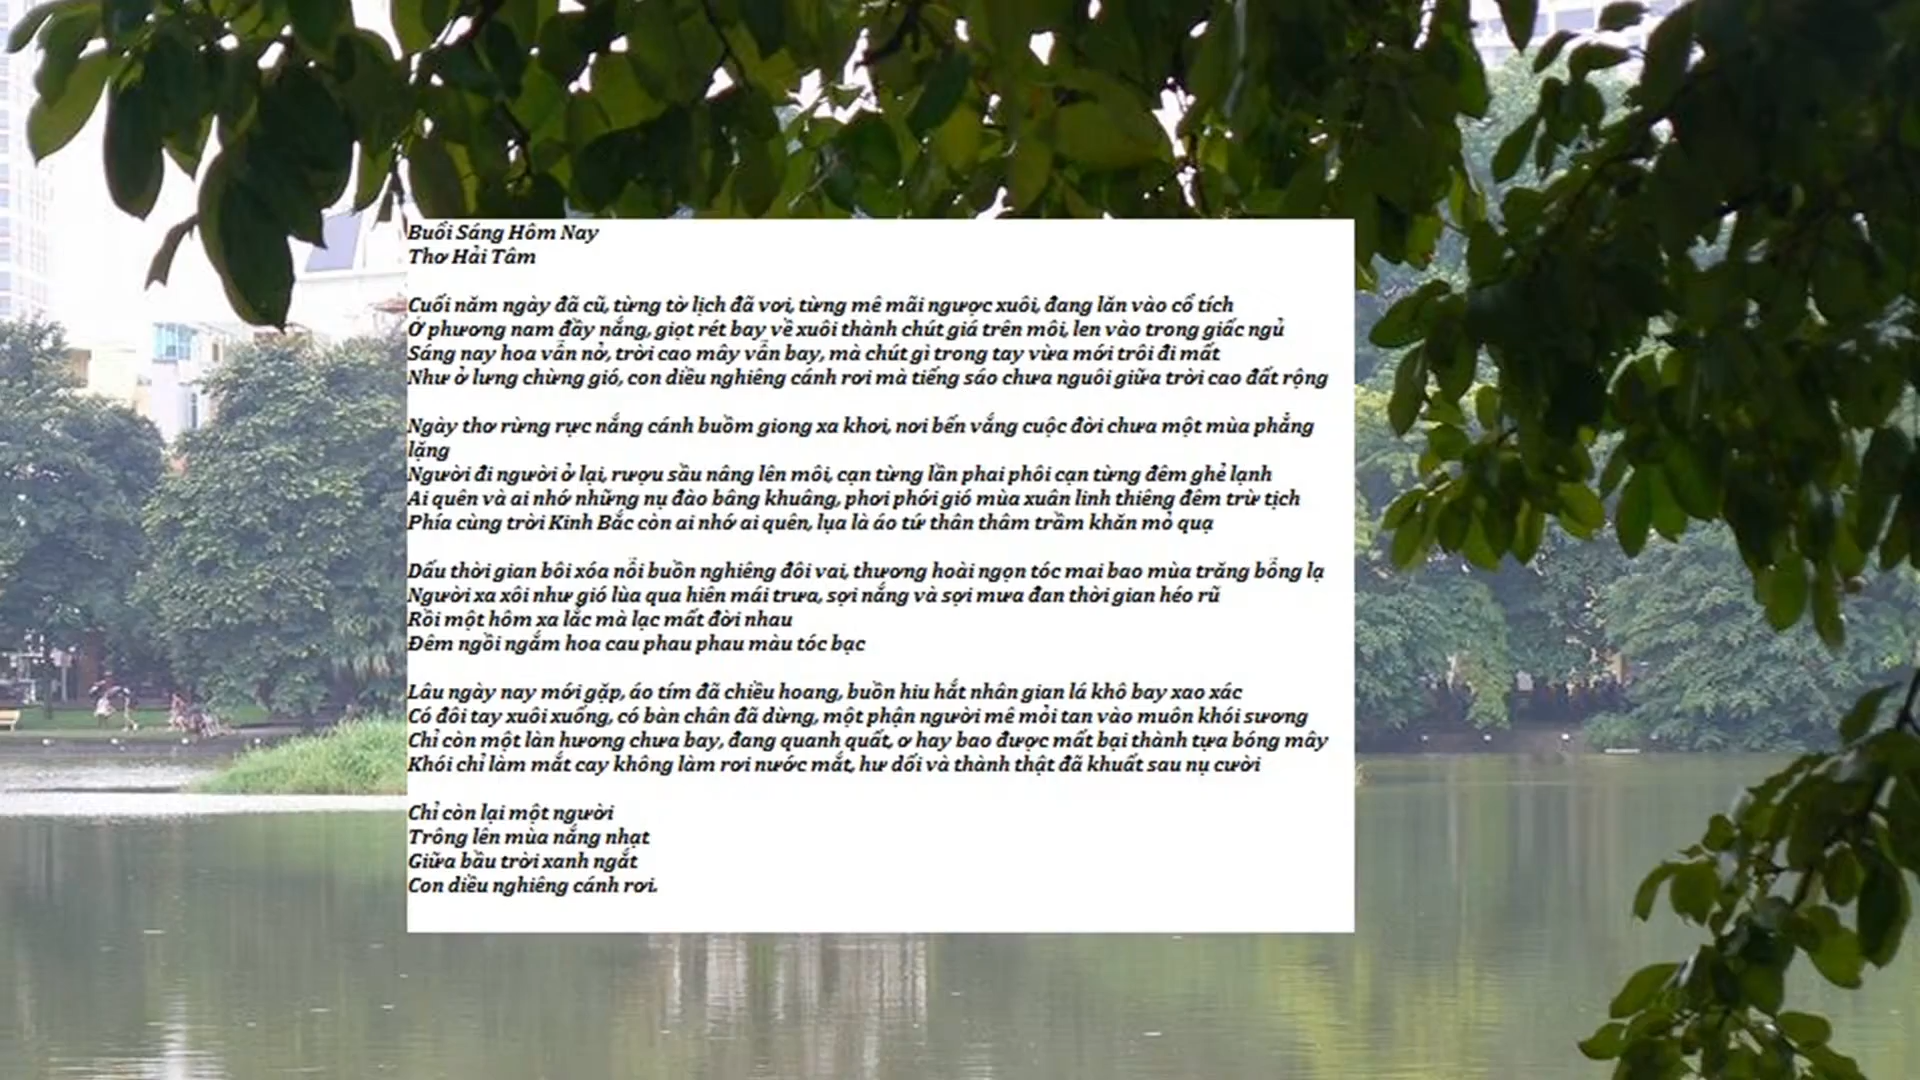 Buổi Sáng Hôm Nay
Thơ Hải Tâm
Cuối năm ngày đã cũ, từng tờ lịch đã vơi, từng mê mãi ngược xuôi, đang lăn vào cổ tích
Ở phương nam đầy nắng, giọt rét bay về xuôi thành chút giá trên môi, len vào trong giấc ngủ
Sáng nay hoa vẫn nở, trời cao mây vẫn bay, mà chút gì trong tay vừa mới trôi đi mất
Như ở lưng chừng gió, con diều nghiêng cánh rơi mà tiếng sáo chưa nguôi giữa trời cao đất rộng
Ngày thơ rừng rực nắng cánh buồm giong xa khơi, nơi bến vắng cuộc đời chưa một mùa phẳng
lặng
Người đi người ở lại, rượu sầu nâng lên môi, cạn từng lần phai phôi cạn từng đêm ghẻ lạnh
Ai quên và ai nhớ những nụ đào bâng khuâng, phơi phới gió mùa xuân linh thiêng đêm trừ tịch
Phía cùng trời Kinh Bắc còn ai nhớ ai quên, lụa là áo tứ thân thâm trầm khăn mỏ quạ
Dấu thời gian bôi xóa nỗi buồn nghiêng đôi vai, thương hoài ngọn tóc mai bao mùa trăng bỗng lạ
Người xa xôi như gió lùa qua hiên mái trưa, sợi nắng và sợi mưa đan thời gian héo rũ
Rồi một hôm xa lắc mà lạc mất đời nhau
Đêm ngồi ngắm hoa cau phau phau màu tóc bạc
Lâu ngày nay mới gặp, áo tím đã chiều hoang, buồn hiu hắt nhân gian lá khô bay xao xác
Có đôi tay xuôi xuống, có bàn chân đã dừng, một phận người mê mỏi tan vào muôn khói sương
Chỉ còn một làn hương chưa bay, đang quanh quất, ơ hay bao được mất bại thành tựa bóng mây
Khói chỉ làm mắt cay không làm rơi nước mắt, hư dối và thành thật đã khuất sau nụ cười
Chỉ còn lại một người
Trông lên mùa nắng nhạt
Giữa bầu trời xanh ngắt
Con diều nghiêng cánh rơi.